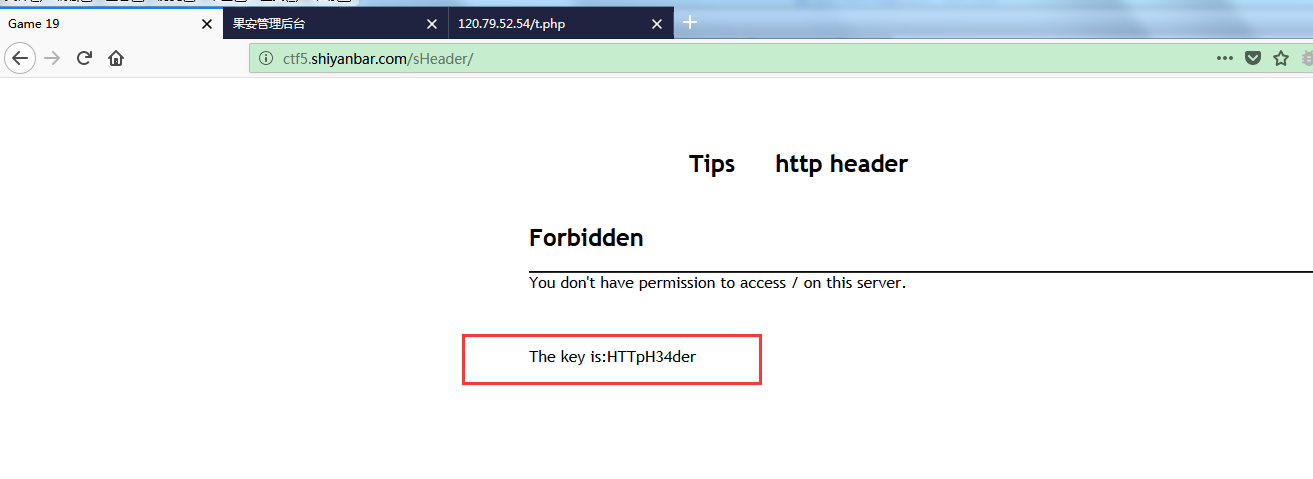 Game 19
果安管理后台
120.79.52.54/t.php
ctf5.shiyanbar.com/sHeader/
Tips http header
Forbidden
You don't have permission to access / on this server.
The key is:HTTpH34der